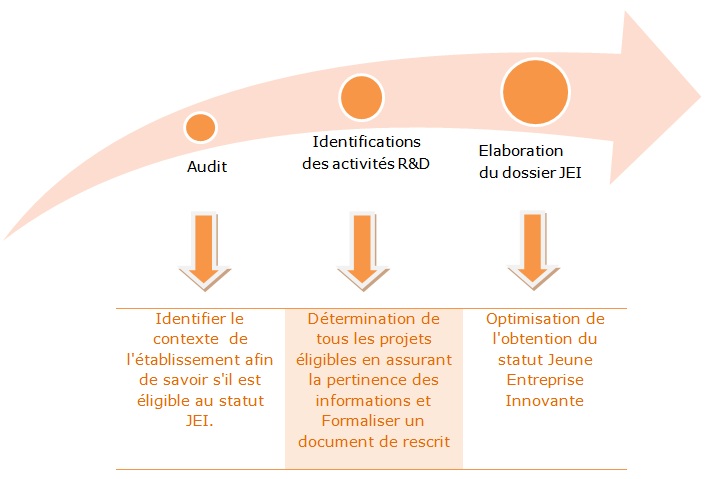 Audit
Identifications
des activités R&D
Elaboration
du dossier JEI
Identifier le
contexte de
l'établissement afin
de savoir s'il est
éligible au statut
JEI.
Détermination de
tous les projets
éligibles en assurant
la pertinence des
informations et
Formaliser un
document de rescrit
Optimisation de
l'obtention du
statut Jeune
Entreprise
Innovante